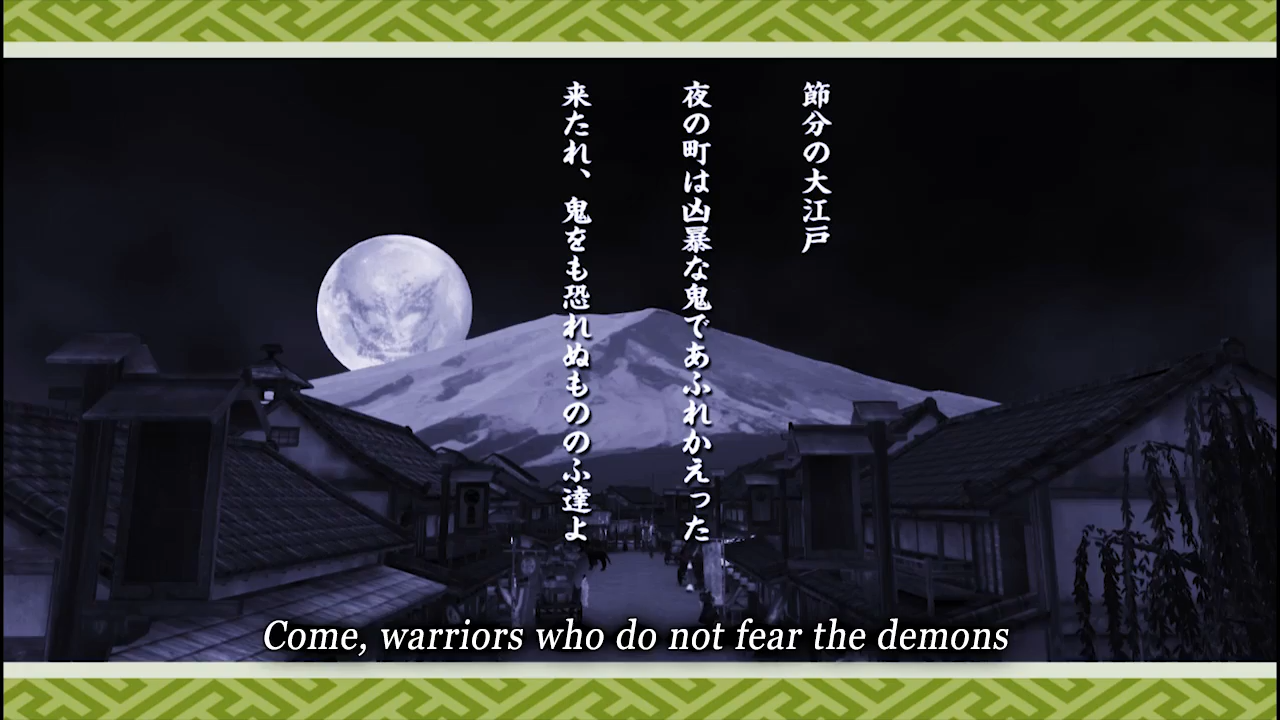 節分の大江戸
夜の町は凶暴な鬼であふれかえった
来たれ、鬼をも恐れぬもののふ達よ
Come, warriors who do not fear the demons